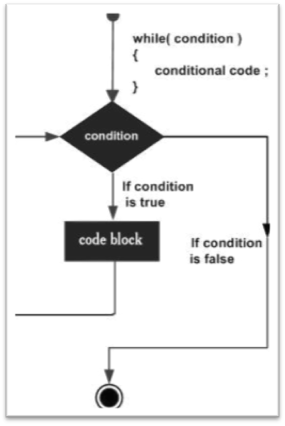 while( condition )
{
conditional code ;
}
condition
If condition
is true
code block
If condition
is false